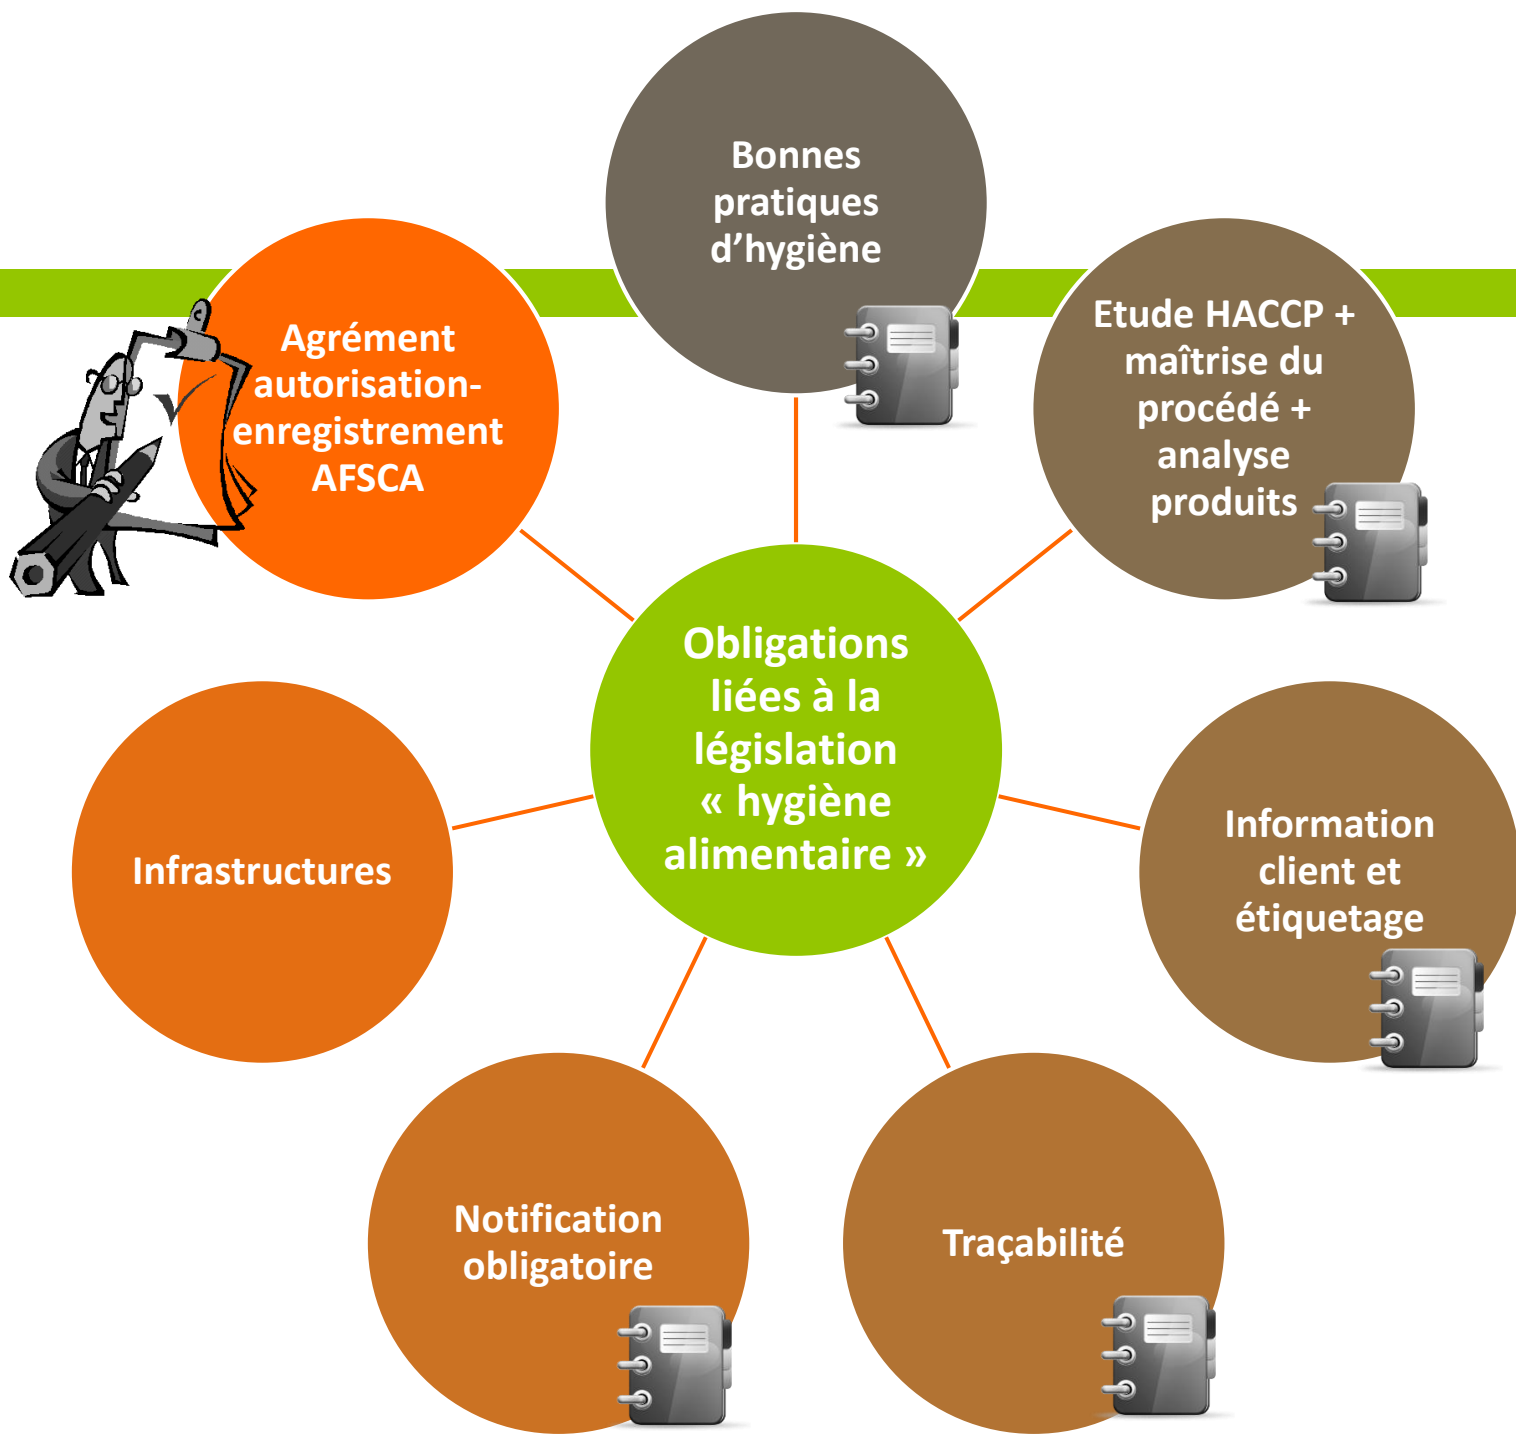 Bonnes
pratiques
d’hygiène
Etude HACCP +
maîtrise du
procédé +
analyse
produits
Information
client et
étiquetage
Traçabilité
Notification
obligatoire
Infrastructures
Agrément
autorisation-
enregistrement
AFSCA
Obligations
liées à la
législation
« hygiène
alimentaire »